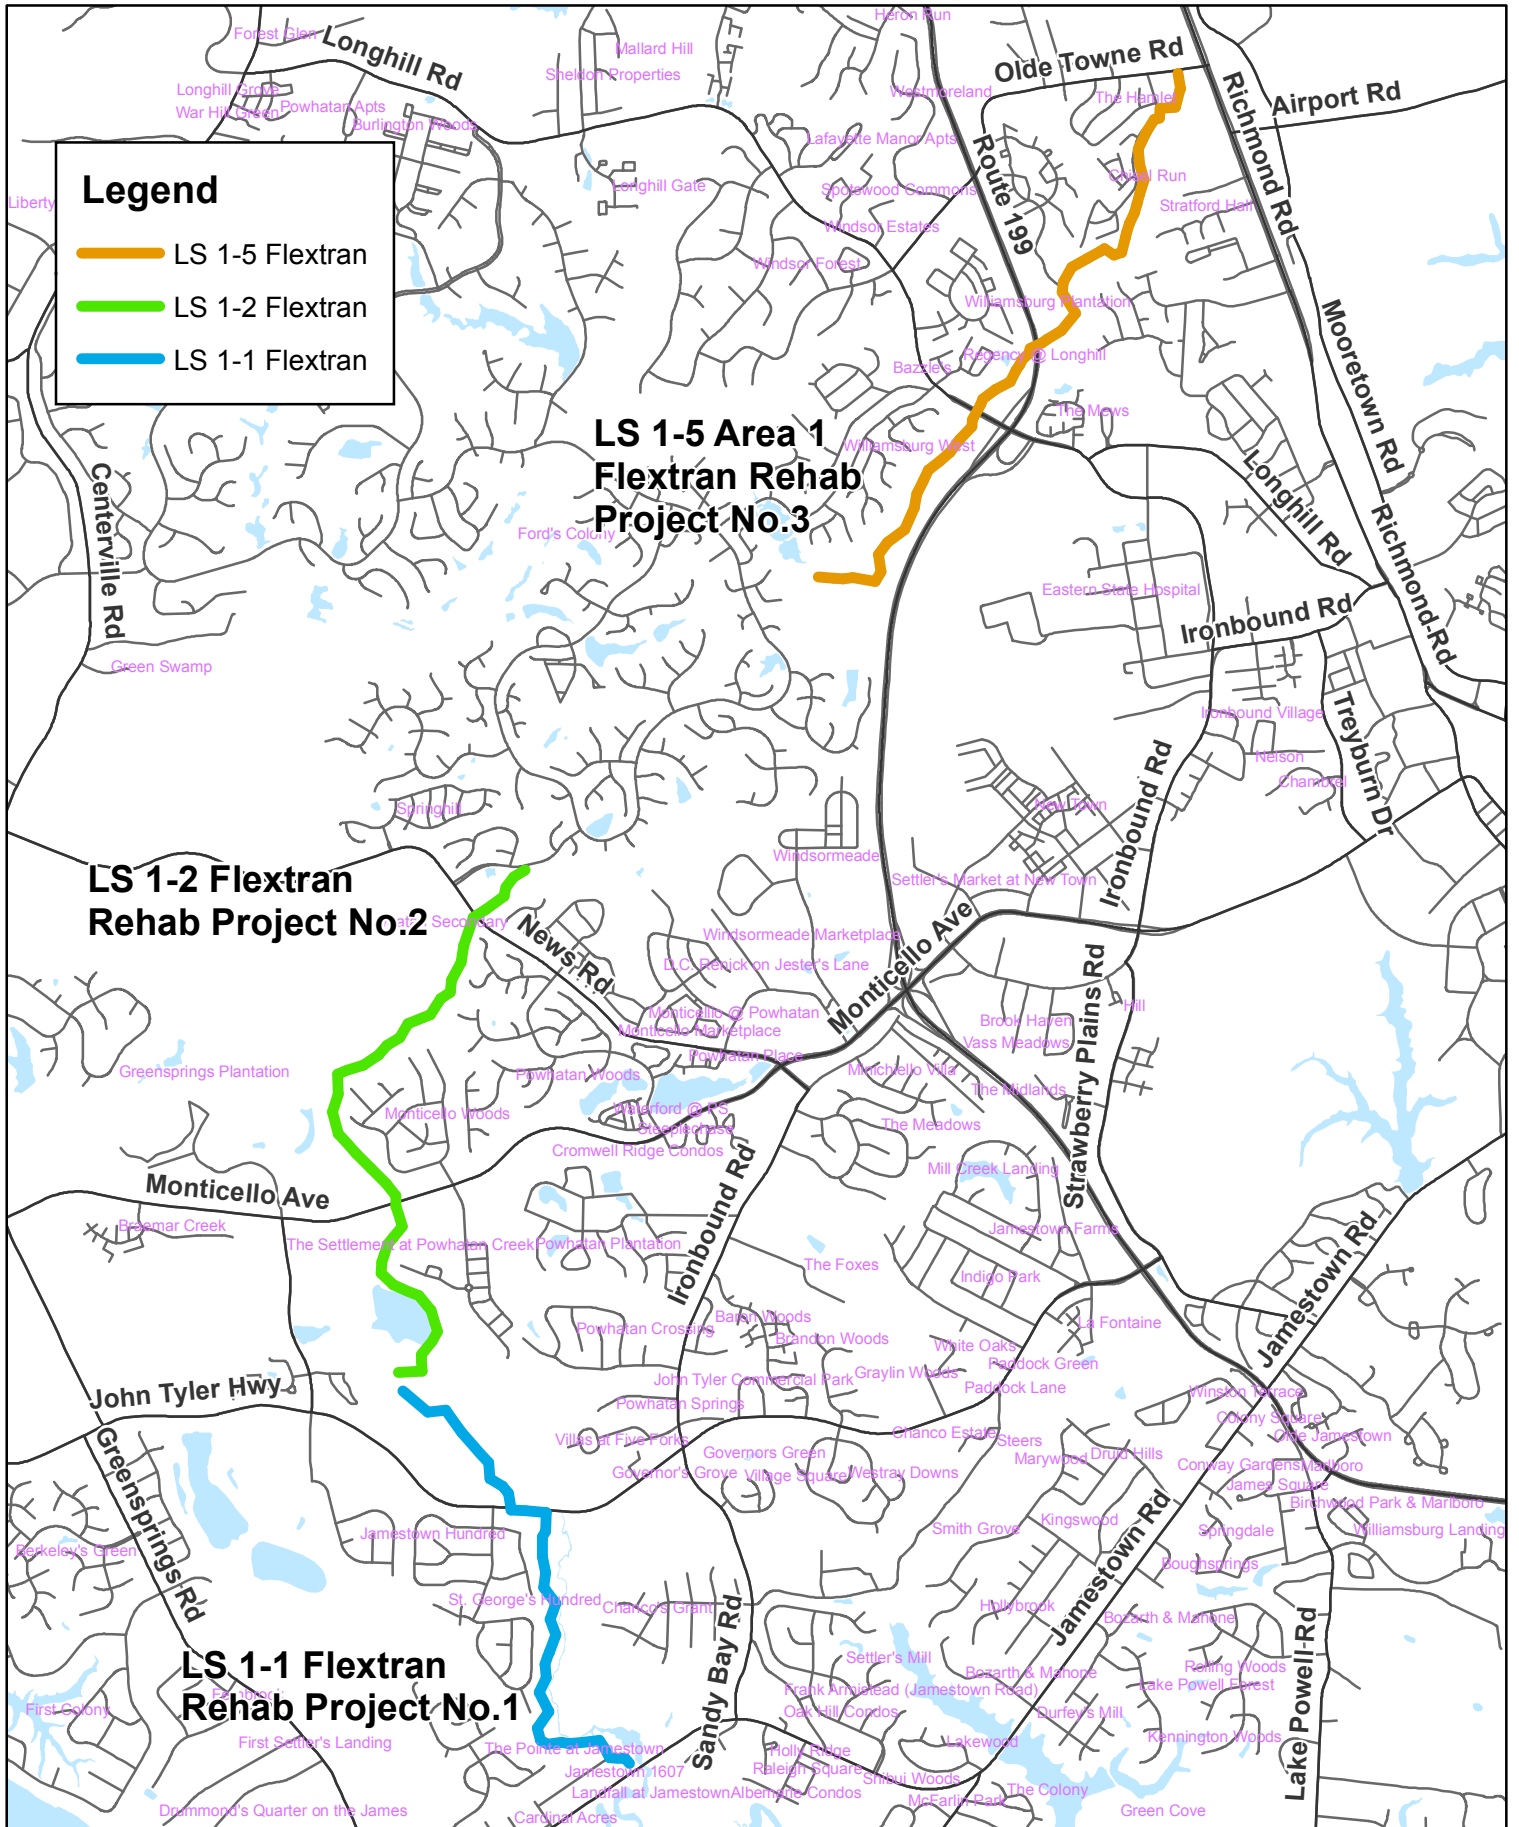 Heron Run
Forest Glen
Longhill Rd
Mallard Hill
Sheldon Properties
Olde Towne Rd
Longhill Grove
War Hill Green
Powhatan Apts
Burlington Woods
Westmoreland
The Hamlet
Richmond Rd
Airport Rd
Lafayette Manor Apts
Route 199
Legend
LS 1-5 Flextran
LS 1-2 Flextran
LS 1-1 Flextran
Liberty
Longhill Gate
Spotswood Commons
Chisel Run
Stratford Hall
Windsor Estates
Windsor Forest
Williamsburg Plantation
Mooretown Rd
Regency @ Longhill
Bazzle's
The Mews
LS 1-5 Area 1
Flextran Rehab
Project No.3
Williamsburg West
Centerville Rd
Longhill Rd
Richmond Rd
Ford's Colony
Eastern State Hospital
Ironbound Rd
Green Swamp
Treyburn Dr
Ironbound Village
Nelson
Chambrel
Ironbound Rd
Springhill
New Town
Windsormeade
LS 1-2 Flextran
Rehab Project No.2
Settler's Market at New Town
Secondary
News Rd
Windsormeade Marketplace
D.C. Renick on Jester's Lane
Monticello Ave
Strawberry Plains Rd
Hill
Monticello @ Powhatan
Monticello Marketplace
Brook Haven
Vass Meadows
Powhatan Place
Greensprings Plantation
Powhatan Woods
Minichiello Villa
The Midlands
Monticello Woods
Waterford @ PS
Steeplechase
The Meadows
Cromwell Ridge Condos
Mill Creek Landing
Monticello Ave
Ironbound Rd
Braemar Creek
Jamestown Farms
Jamestown Rd
The Settlement at Powhatan Creek
Powhatan Plantation
The Foxes
Indigo Park
Baron Woods
La Fontaine
Powhatan Crossing
Brandon Woods
White Oaks
Paddock Green
Graylin Woods
John Tyler Commercial Park
Paddock Lane
John Tyler Hwy
Winston Terrace
Powhatan Springs
Colony Square
Chanco Estate
Olde Jamestown
Steers
Villas at Five Forks
Governors Green
Marywood
Druid Hills
Greensprings Rd
Governor's Grove
Village Square
Westray Downs
Conway Gardens
Marlboro
James Square
Birchwood Park & Marlboro
Jamestown Hundred
Smith Grove
Kingswood
Jamestown Rd
Springdale
Williamsburg Landing
Berkeley's Green
Boughsprings
St. George's Hundred
Chanco's Grant
Hollybrook
Bozarth & Mahone
Sandy Bay Rd
Lake Powell Rd
LS 1-1 Flextran
Rehab Project No.1
Settler's Mill
Bozarth & Mahone
Rolling Woods
Lake Powell Forest
Frank Armistead (Jamestown Road)
Oak Hill Condos
Durfey's Mill
First Colony
First Settler's Landing
Lakewood
Kennington Woods
The Pointe at Jamestown
Holly Ridge
Jamestown 1607
Raleigh Square
Shibui Woods
Landfall at Jamestown
Albemarle Condos
The Colony
McFarlin Park
Drummond's Quarter on the James
Cardinal Acres
Green Cove